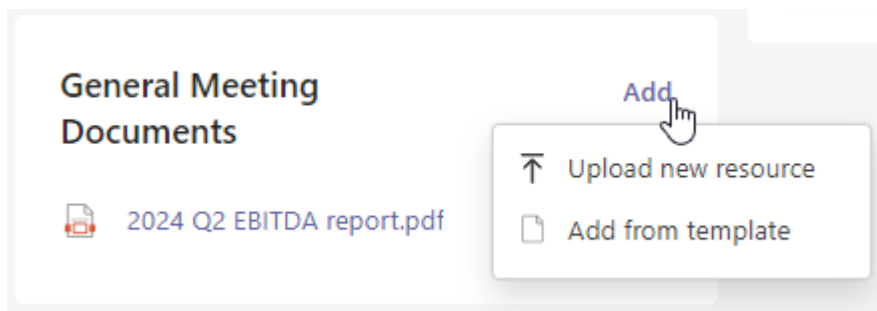 General Meeting
Documents
Add
Upload new resource
2024 Q2 EBITDA report.pdf
Add from template